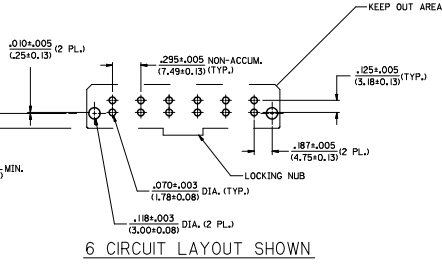 KEEP OUT AREA
.010±.005 (2 PL.)
(.25±0.13)
.295±.005 NON-ACCUM.
(7.49±0.13) (TYP.)
.125±.005 (TYP.)
(3.18±0.13)
.187±.005 (2 PL.)
(4.75±0.13)
MIN.
LOCKING NUB
.070±.003 DIA. (TYP.)
(1.78±0.08)
.118±.003 DIA. (2 PL.)
(3.00±0.08)
6 CIRCUIT LAYOUT SHOWN